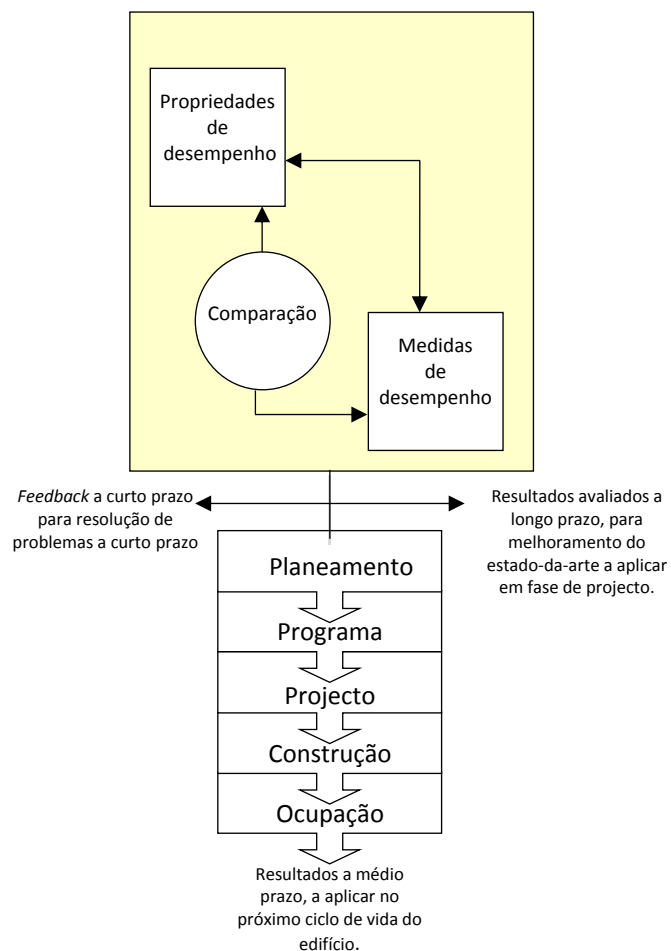 Propriedades
de
desempenho
Comparação
Medidas
de
desempenho
Feedback a curto prazo
para resolução de
problemas a curto prazo
Resultados avaliados a
longo prazo, para
melhoramento do
estado-da-arte a aplicar
em fase de projecto.
Planeamento
Programa
Projecto
Construção
Ocupação
Resultados a médio
prazo, a aplicar no
próximo ciclo de vida do
edifício.